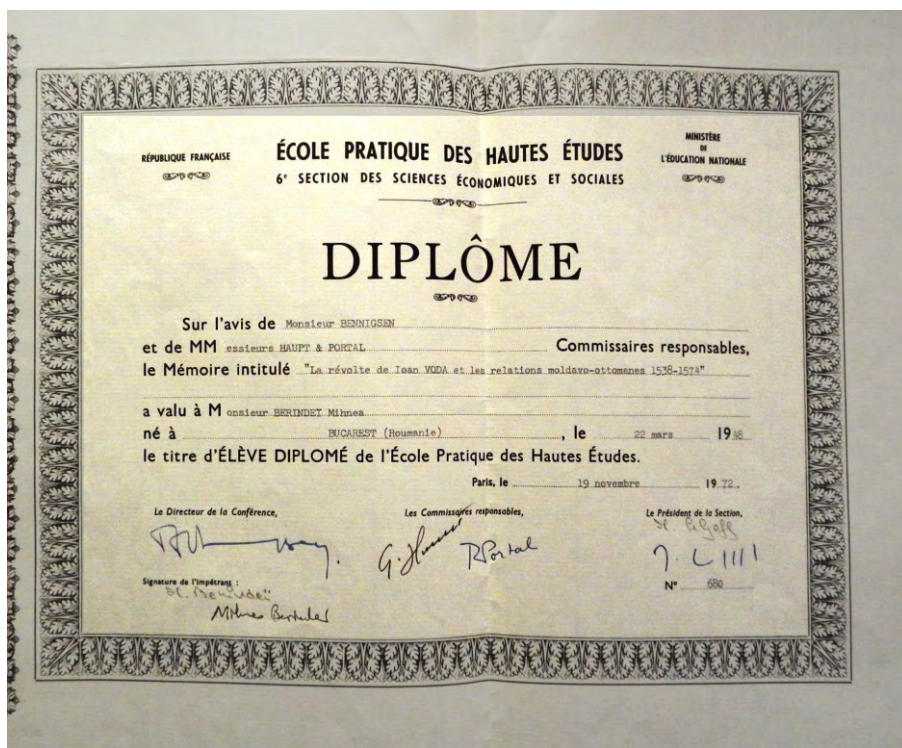 RÉPUBLIQUE FRANÇAISE
ÉCOLE PRATIQUE DES HAUTES ÉTUDES
6e SECTION DES SCIENCES ÉCONOMIQUES ET SOCIALES
MINISTÈRE
DE
L'ÉDUCATION NATIONALE
DIPLÔME
Sur l'avis de Monsieur BENNIGSEN
et de MM essieurs HAUPT & PORTAL Commissaires responsables,
le Mémoire intitulé "La révolte de Ioan VODA et les relations moldavo-ottomanes 1538-1574"
a valu à M onsieur BERINDEI Mihnea
né à BUCAREST (Roumanie), le 22 mars 1948
le titre d'ÉLÈVE DIPLOMÉ de l'École Pratique des Hautes Études.
Paris, le 19 novembre 1972.
Le Directeur de la Conférence, Les Commissaires responsables, Le Président de la Section,
R Portal
Signature de l'Impétrant :
Mihnea Berindei
N° 680